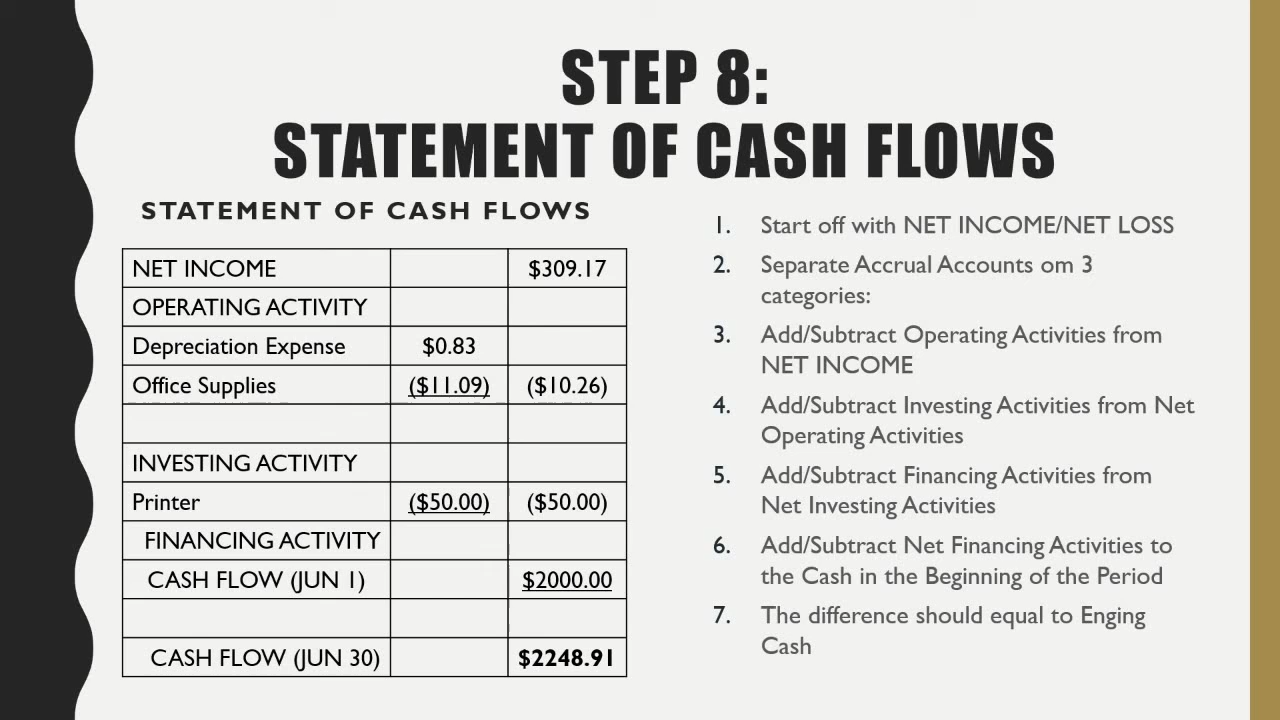 STEP 8:
STATEMENT OF CASH FLOWS
STATEMENT OF CASH FLOWS
NET INCOME $309.17
OPERATING ACTIVITY
Depreciation Expense $0.83
Office Supplies ($11.09) ($10.26)
INVESTING ACTIVITY
Printer ($50.00) ($50.00)
FINANCING ACTIVITY
CASH FLOW (JUN 1) $2000.00
CASH FLOW (JUN 30) $2248.91
1. Start off with NET INCOME/NET LOSS
2. Separate Accrual Accounts om 3
categories:
3. Add/Subtract Operating Activities from
NET INCOME
4. Add/Subtract Investing Activities from Net
Operating Activities
5. Add/Subtract Financing Activities from
Net Investing Activities
6. Add/Subtract Net Financing Activities to
the Cash in the Beginning of the Period
7. The difference should equal to Enging
Cash